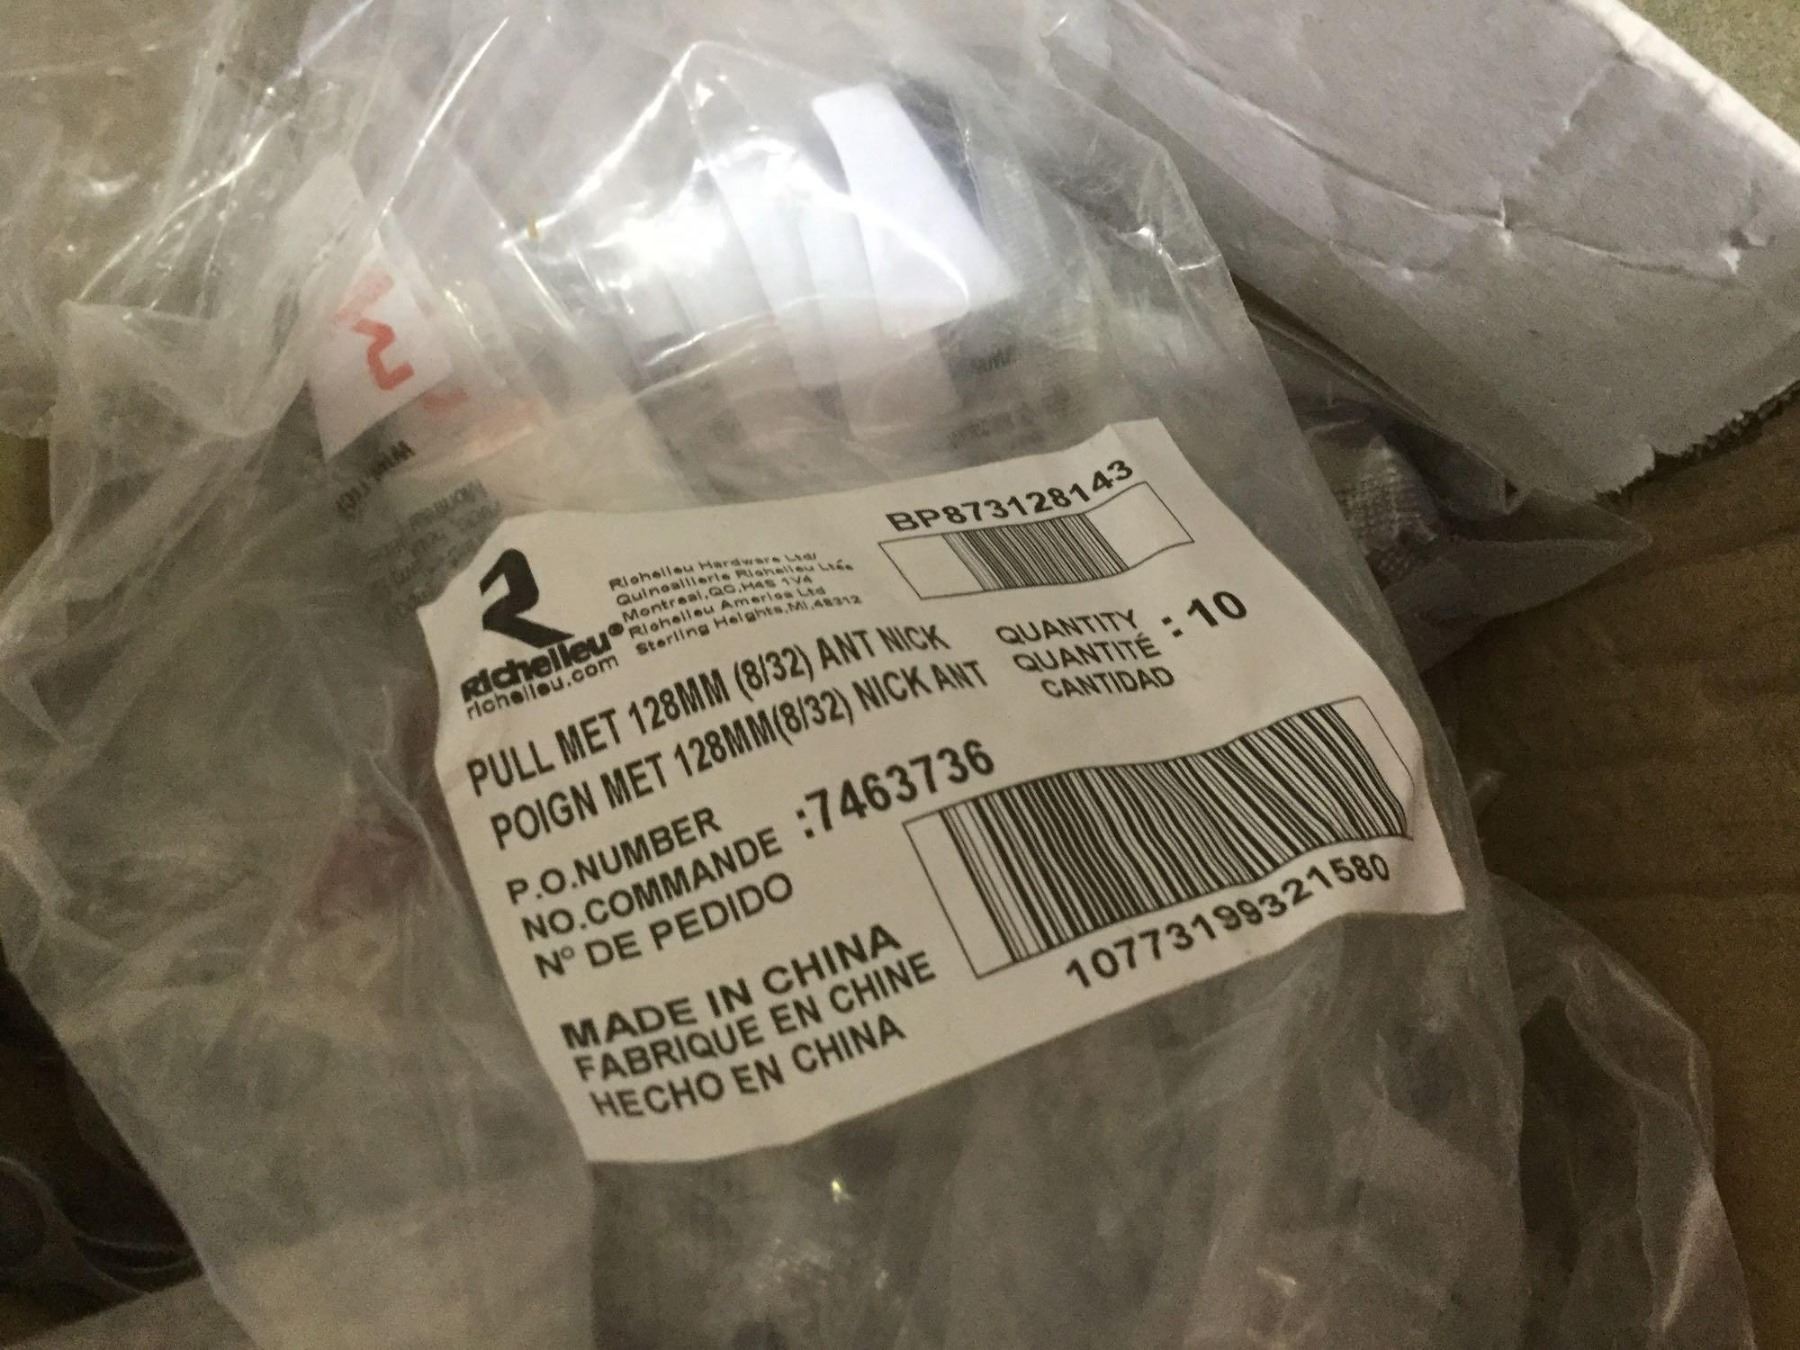 3
BP873128143
Richelieu Hardware Ltd/
Quincaillerie Richelieu Ltée
Montreal,QC,H4S 1V4
Richelieu America Ltd
Sterling Heights,MI,48312
Richelieu®
richelieu.com
PULL MET 128MM (8/32) ANT NICK
POIGN MET 128MM(8/32) NICK ANT
QUANTITY
QUANTITÉ : 10
CANTIDAD
P.O.NUMBER
NO.COMMANDE :7463736
Nº DE PEDIDO
10773199321580
MADE IN CHINA
FABRIQUE EN CHINE
HECHO EN CHINA